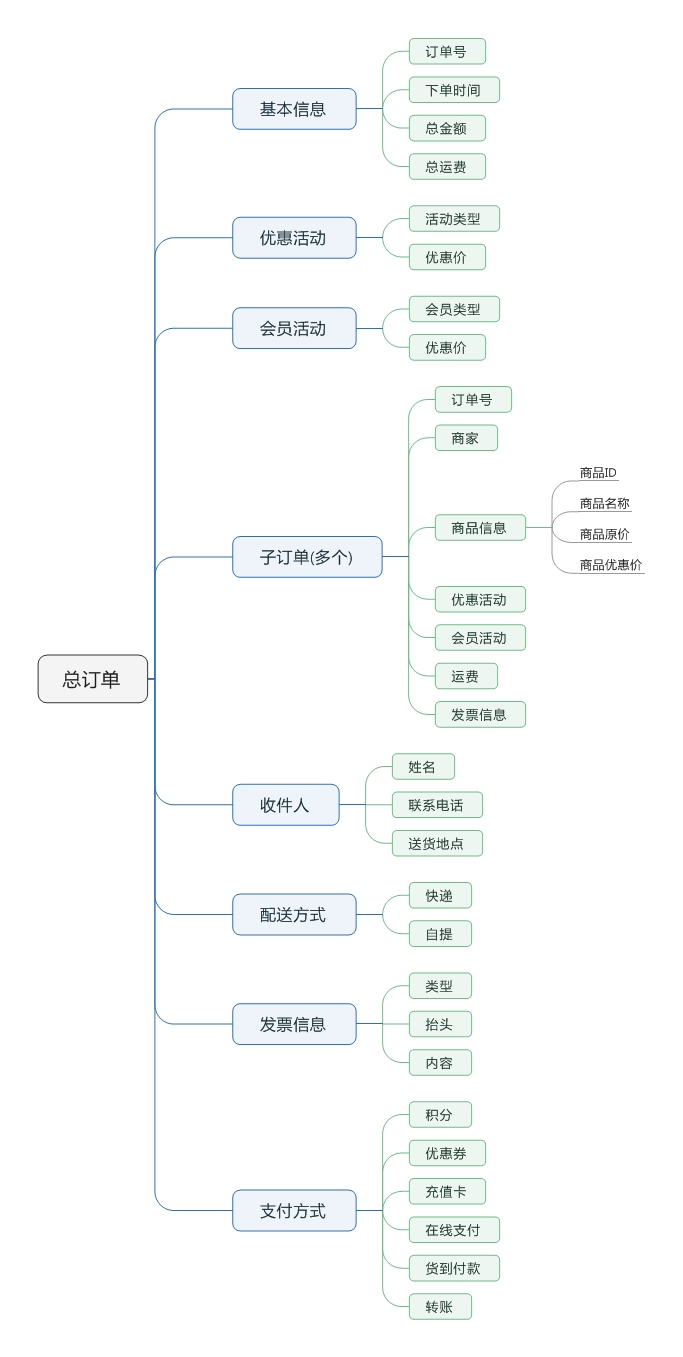 总订单
基本信息
订单号
下单时间
总金额
总运费
优惠活动
活动类型
优惠价
会员活动
会员类型
优惠价
子订单(多个)
订单号
商家
商品信息
商品ID
商品名称
商品原价
商品优惠价
优惠活动
会员活动
运费
发票信息
收件人
姓名
联系电话
送货地点
配送方式
快递
自提
发票信息
类型
抬头
内容
支付方式
积分
优惠券
充值卡
在线支付
货到付款
转账